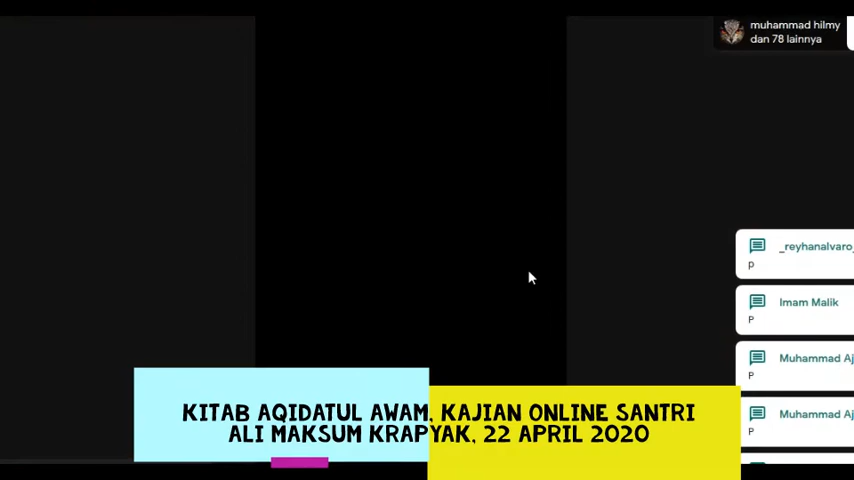 muhammad hilmy
dan 78 lainnya
_reyhanalvaro_
p
Imam Malik
P
Muhammad Aj
P
Muhammad Aj
P
KITAB AQIDATUL AWAM, KAJIAN ONLINE SANTRI
ALI MAKSUM KRAPYAK, 22 APRIL 2020